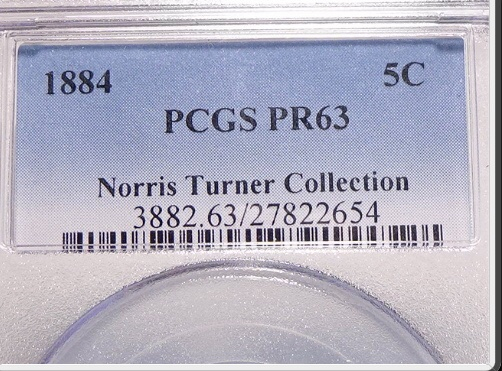 1884 5C
PCGS PR63
Norris Turner Collection
3882.63/27822654